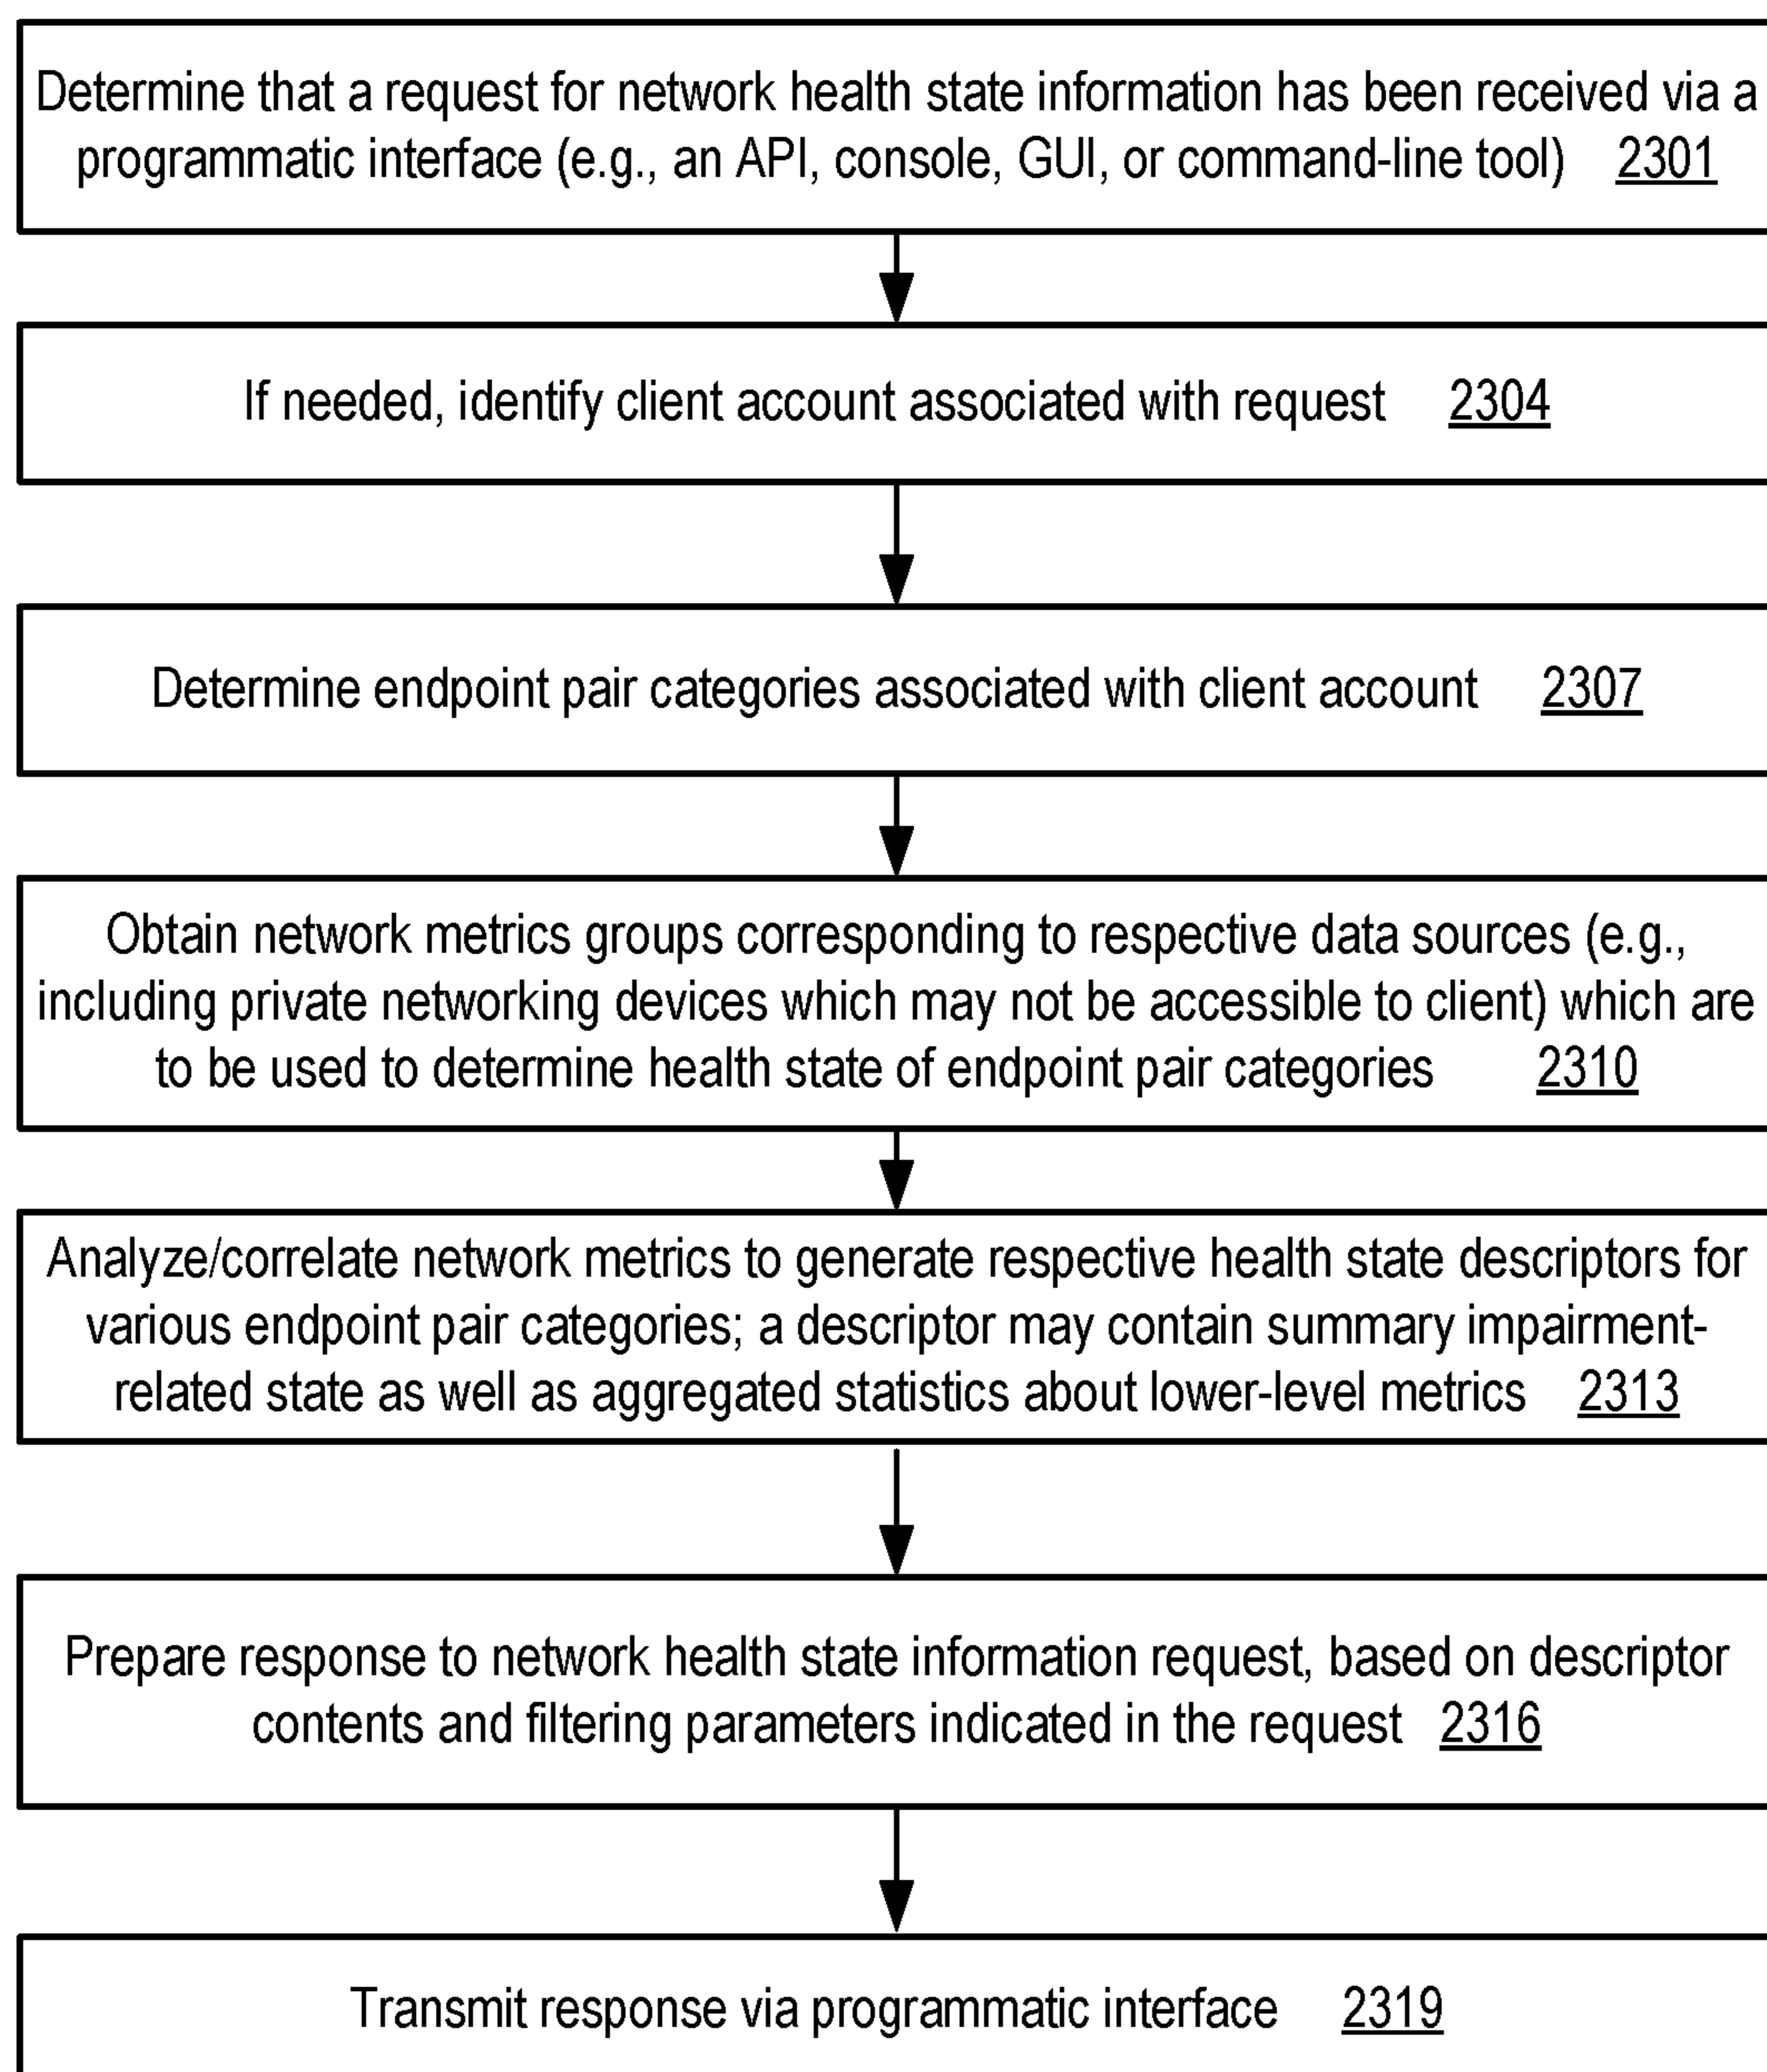 Determine that a request for network health state information has been received via a
programmatic interface (e.g., an API, console, GUI, or command-line tool) 2301
If needed, identify client account associated with request 2304
Determine endpoint pair categories associated with client account 2307
Obtain network metrics groups corresponding to respective data sources (e.g.,
including private networking devices which may not be accessible to client) which are
to be used to determine health state of endpoint pair categories 2310
Analyze/correlate network metrics to generate respective health state descriptors for
various endpoint pair categories; a descriptor may contain summary impairment-
related state as well as aggregated statistics about lower-level metrics 2313
Prepare response to network health state information request, based on descriptor
contents and filtering parameters indicated in the request 2316
Transmit response via programmatic interface 2319